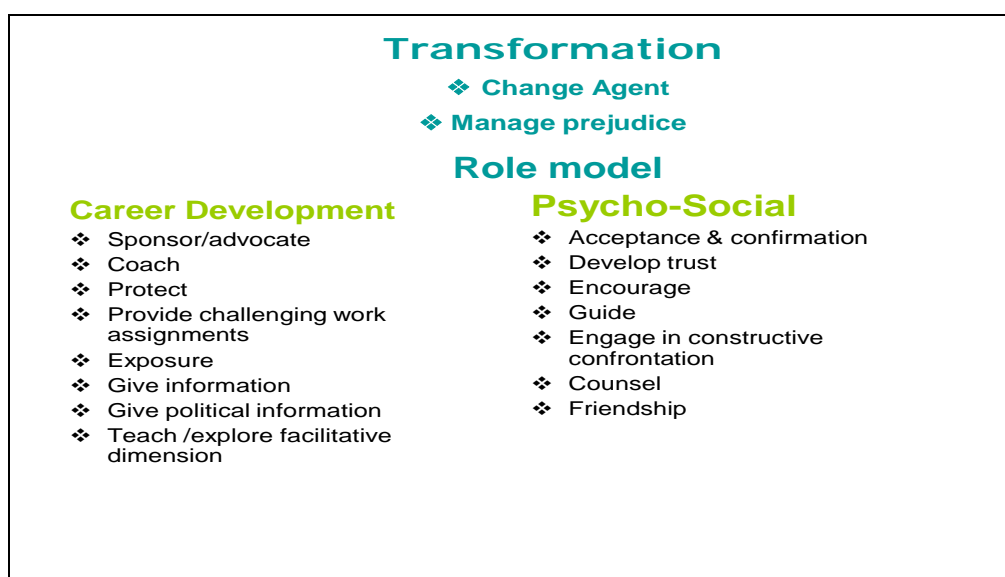 Transformation
❖ Change Agent
❖ Manage prejudice
Role model
Career Development
❖ Sponsor/advocate
❖ Coach
❖ Protect
❖ Provide challenging work
assignments
❖ Exposure
❖ Give information
❖ Give political information
❖ Teach /explore facilitative
dimension
Psycho-Social
❖ Acceptance & confirmation
❖ Develop trust
❖ Encourage
❖ Guide
❖ Engage in constructive
confrontation
❖ Counsel
❖ Friendship